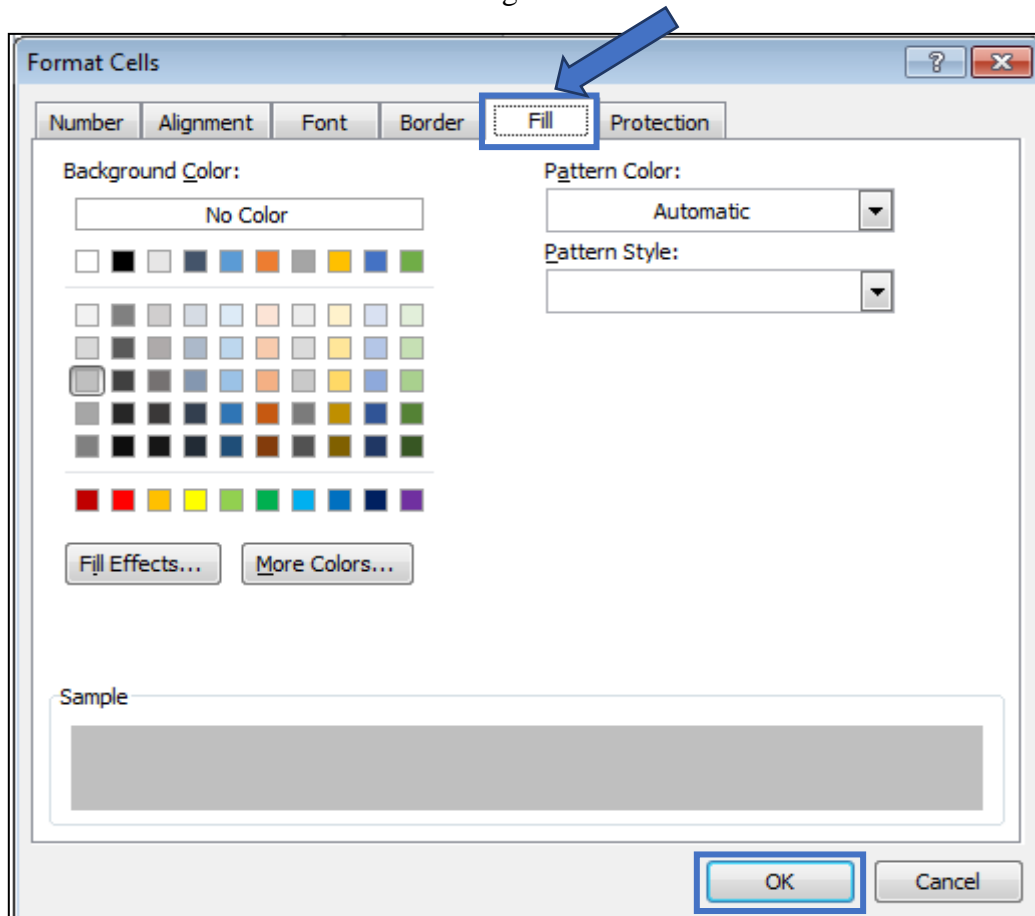 Format Cells
Number Alignment Font Border Fill Protection
Background Color:
Pattern Color:
No Color
Automatic
Pattern Style:
Fill Effects... More Colors...
Sample
OK Cancel